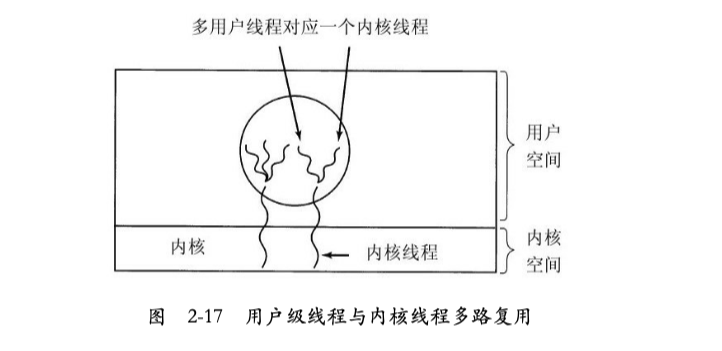 多用户线程对应一个内核线程
用户
空间
内核
内核线程
内核
空间
图 2-17 用户级线程与内核线程多路复用